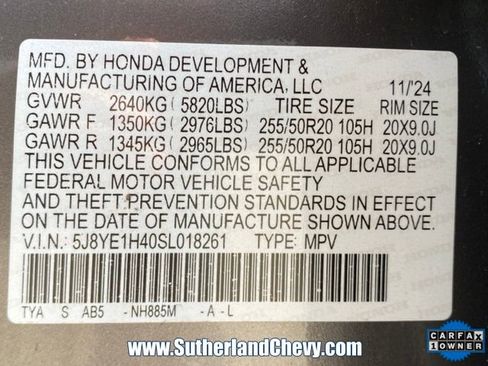 MFD. BY HONDA DEVELOPMENT &
MANUFACTURING OF AMERICA, LLC 11/'24
GVWR 2640KG(5820LBS) TIRE SIZE RIM SIZE
GAWR F 1350KG(2976LBS) 255/50R20 105H 20X9.0J
GAWR R 1345KG(2965LBS) 255/50R20 105H 20X9.0J
THIS VEHICLE CONFORMS TO ALL APPLICABLE
FEDERAL MOTOR VEHICLE SAFETY
AND THEFT PREVENTION STANDARDS IN EFFECT
ON THE DATE OF MANUFACTURE SHOWN ABOVE.
V.I.N.: 5J8YE1H40SL018261 TYPE: MPV
TYA S AB5 -NH885M -A-L
www.SutherlandChevy.com
CARFAX
1 OWNER